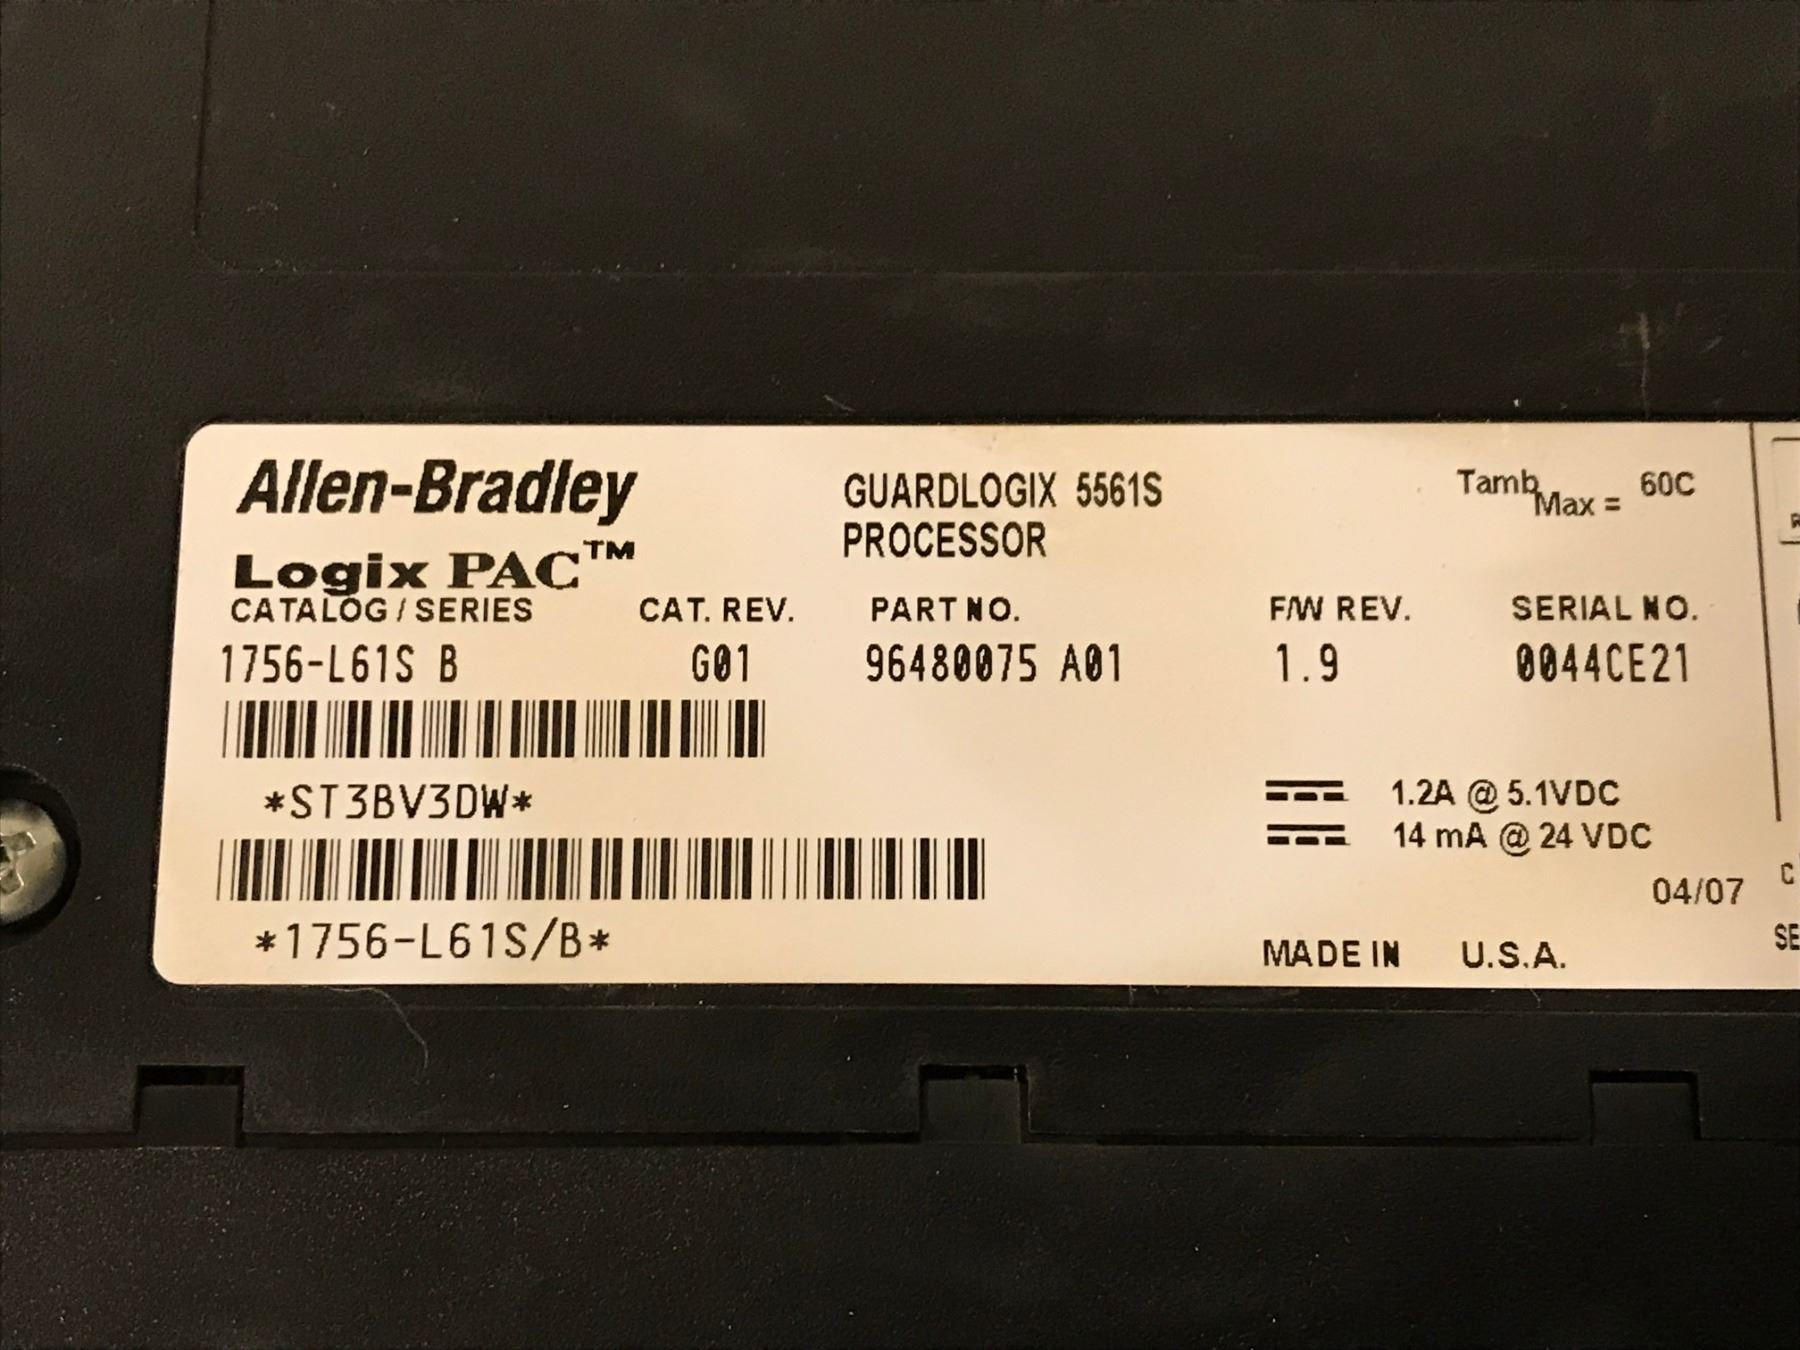 Allen-Bradley
Logix PAC™
GUARDLOGIX 5561S
PROCESSOR
Tamb Max = 60C
CATALOG / SERIES CAT. REV. PART NO. F/W REV. SERIAL NO.
1756-L61S B G01 96480075 A01 1.9 0044CE21
*ST3BV3DW*
1.2A @ 5.1VDC
14 mA @ 24 VDC
04/07
*1756-L61S/B*
MADE IN U.S.A.